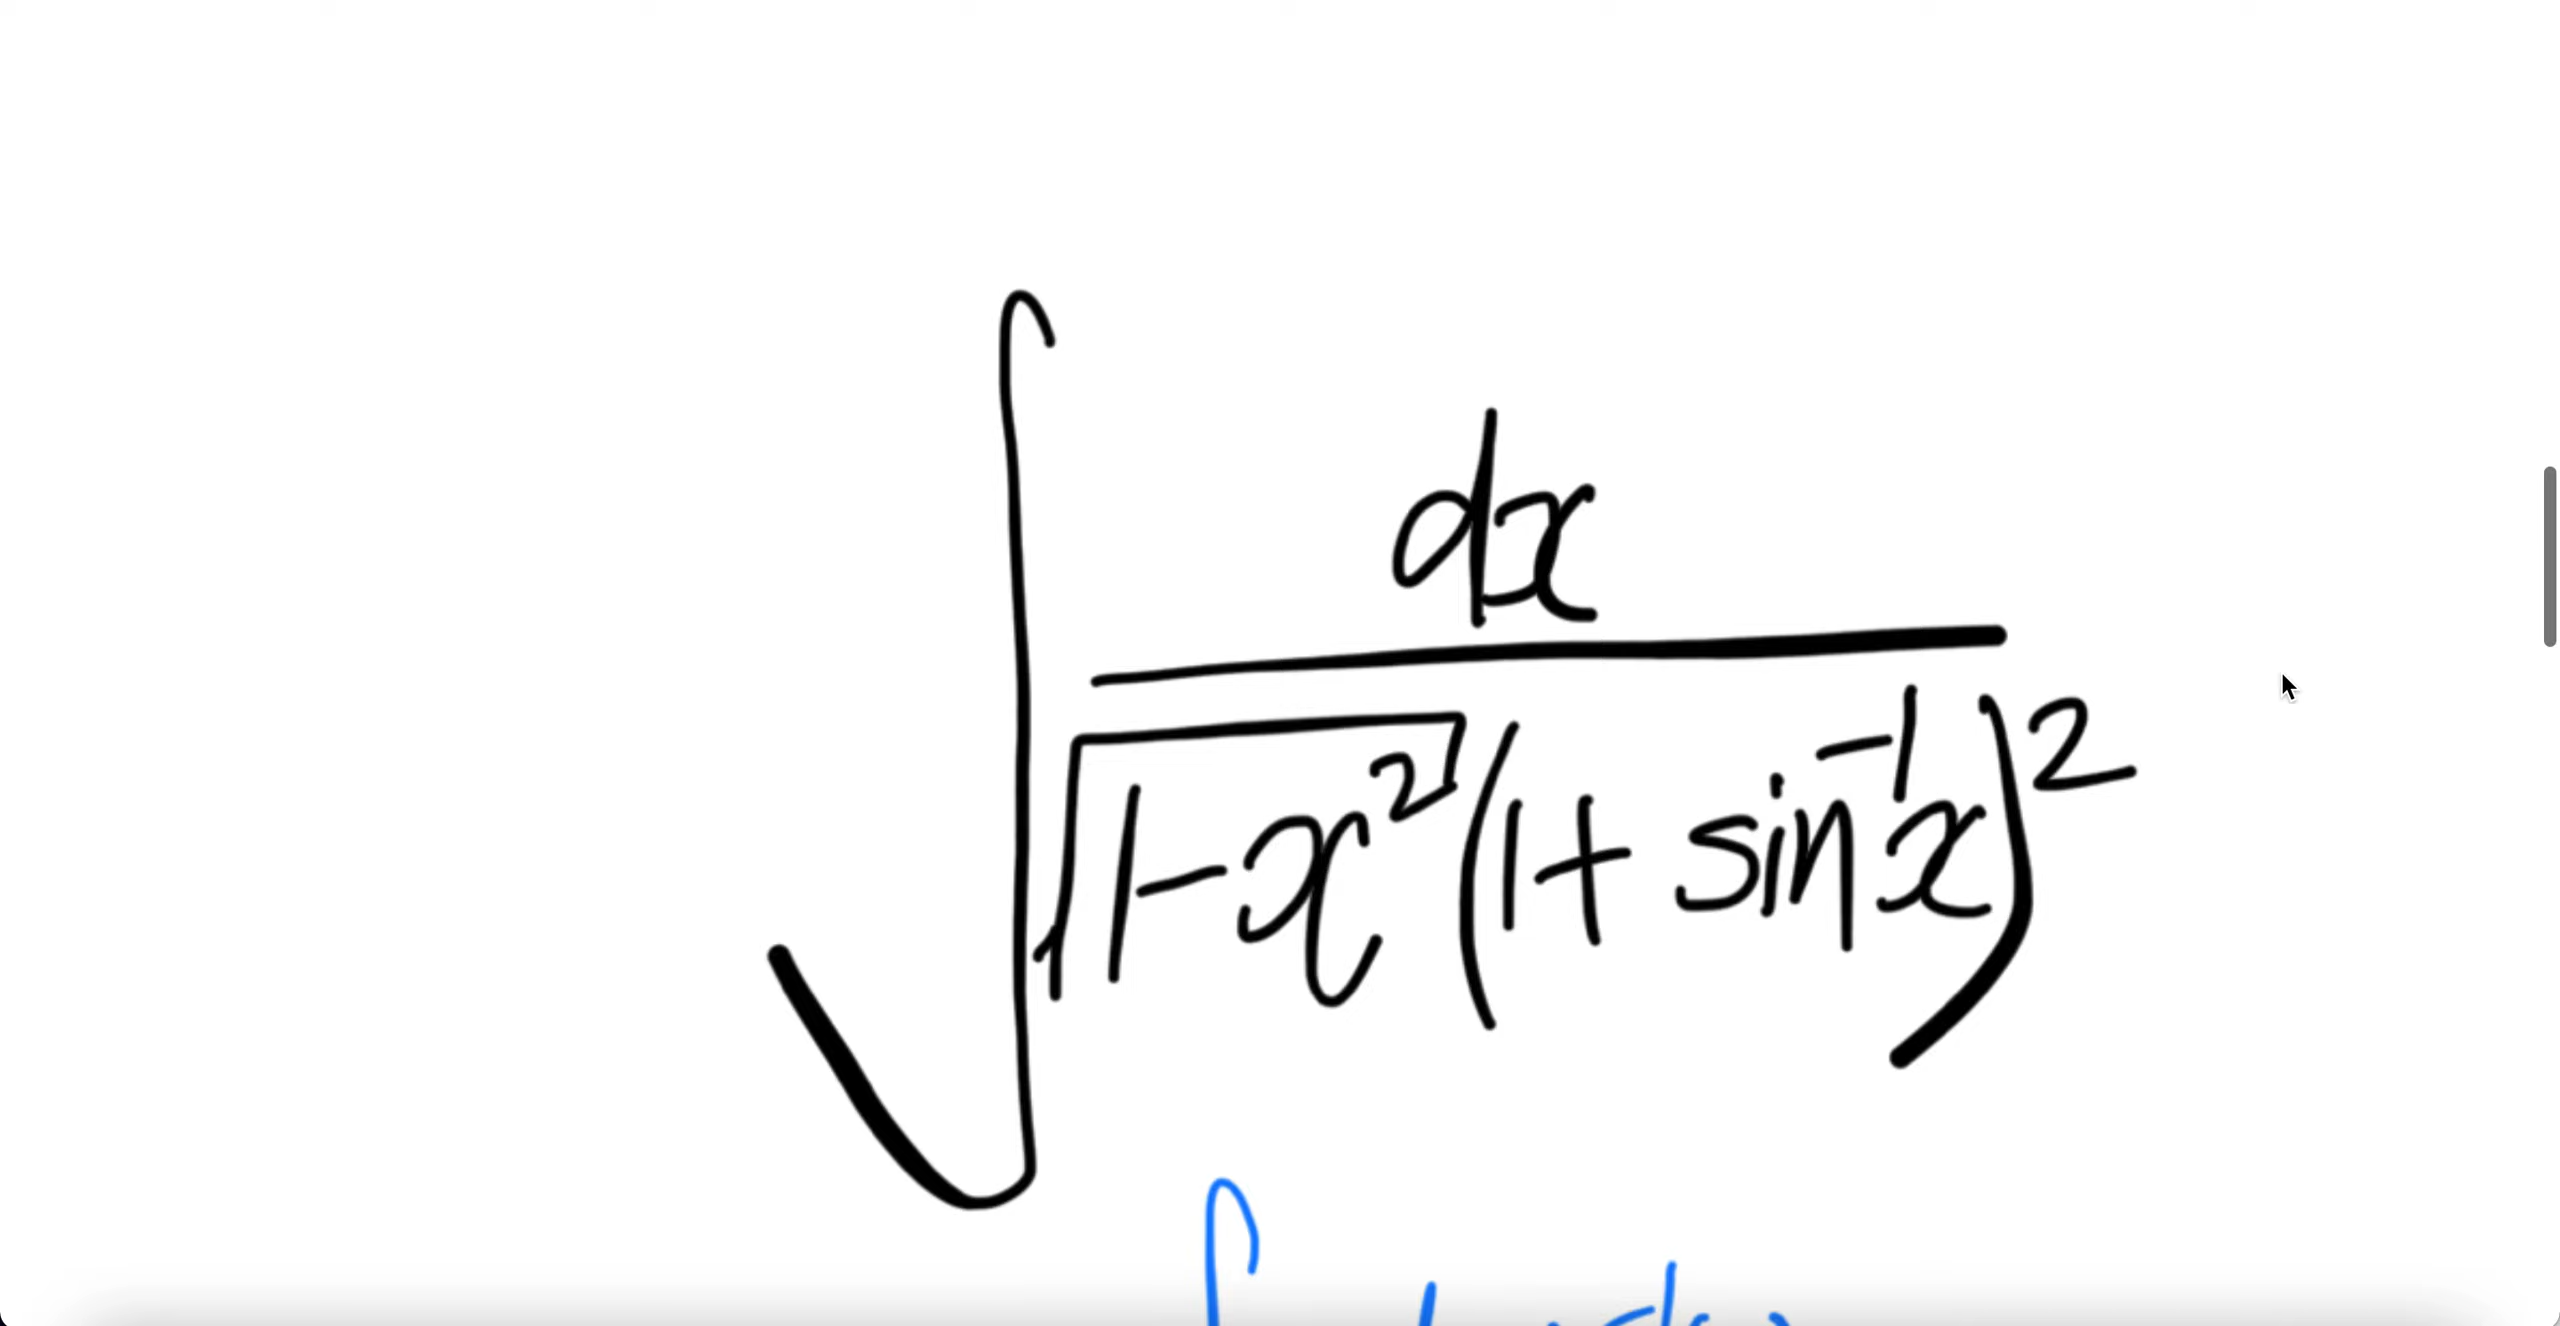 ∫ dx / √(1-x²) (1+ sin⁻¹x)²